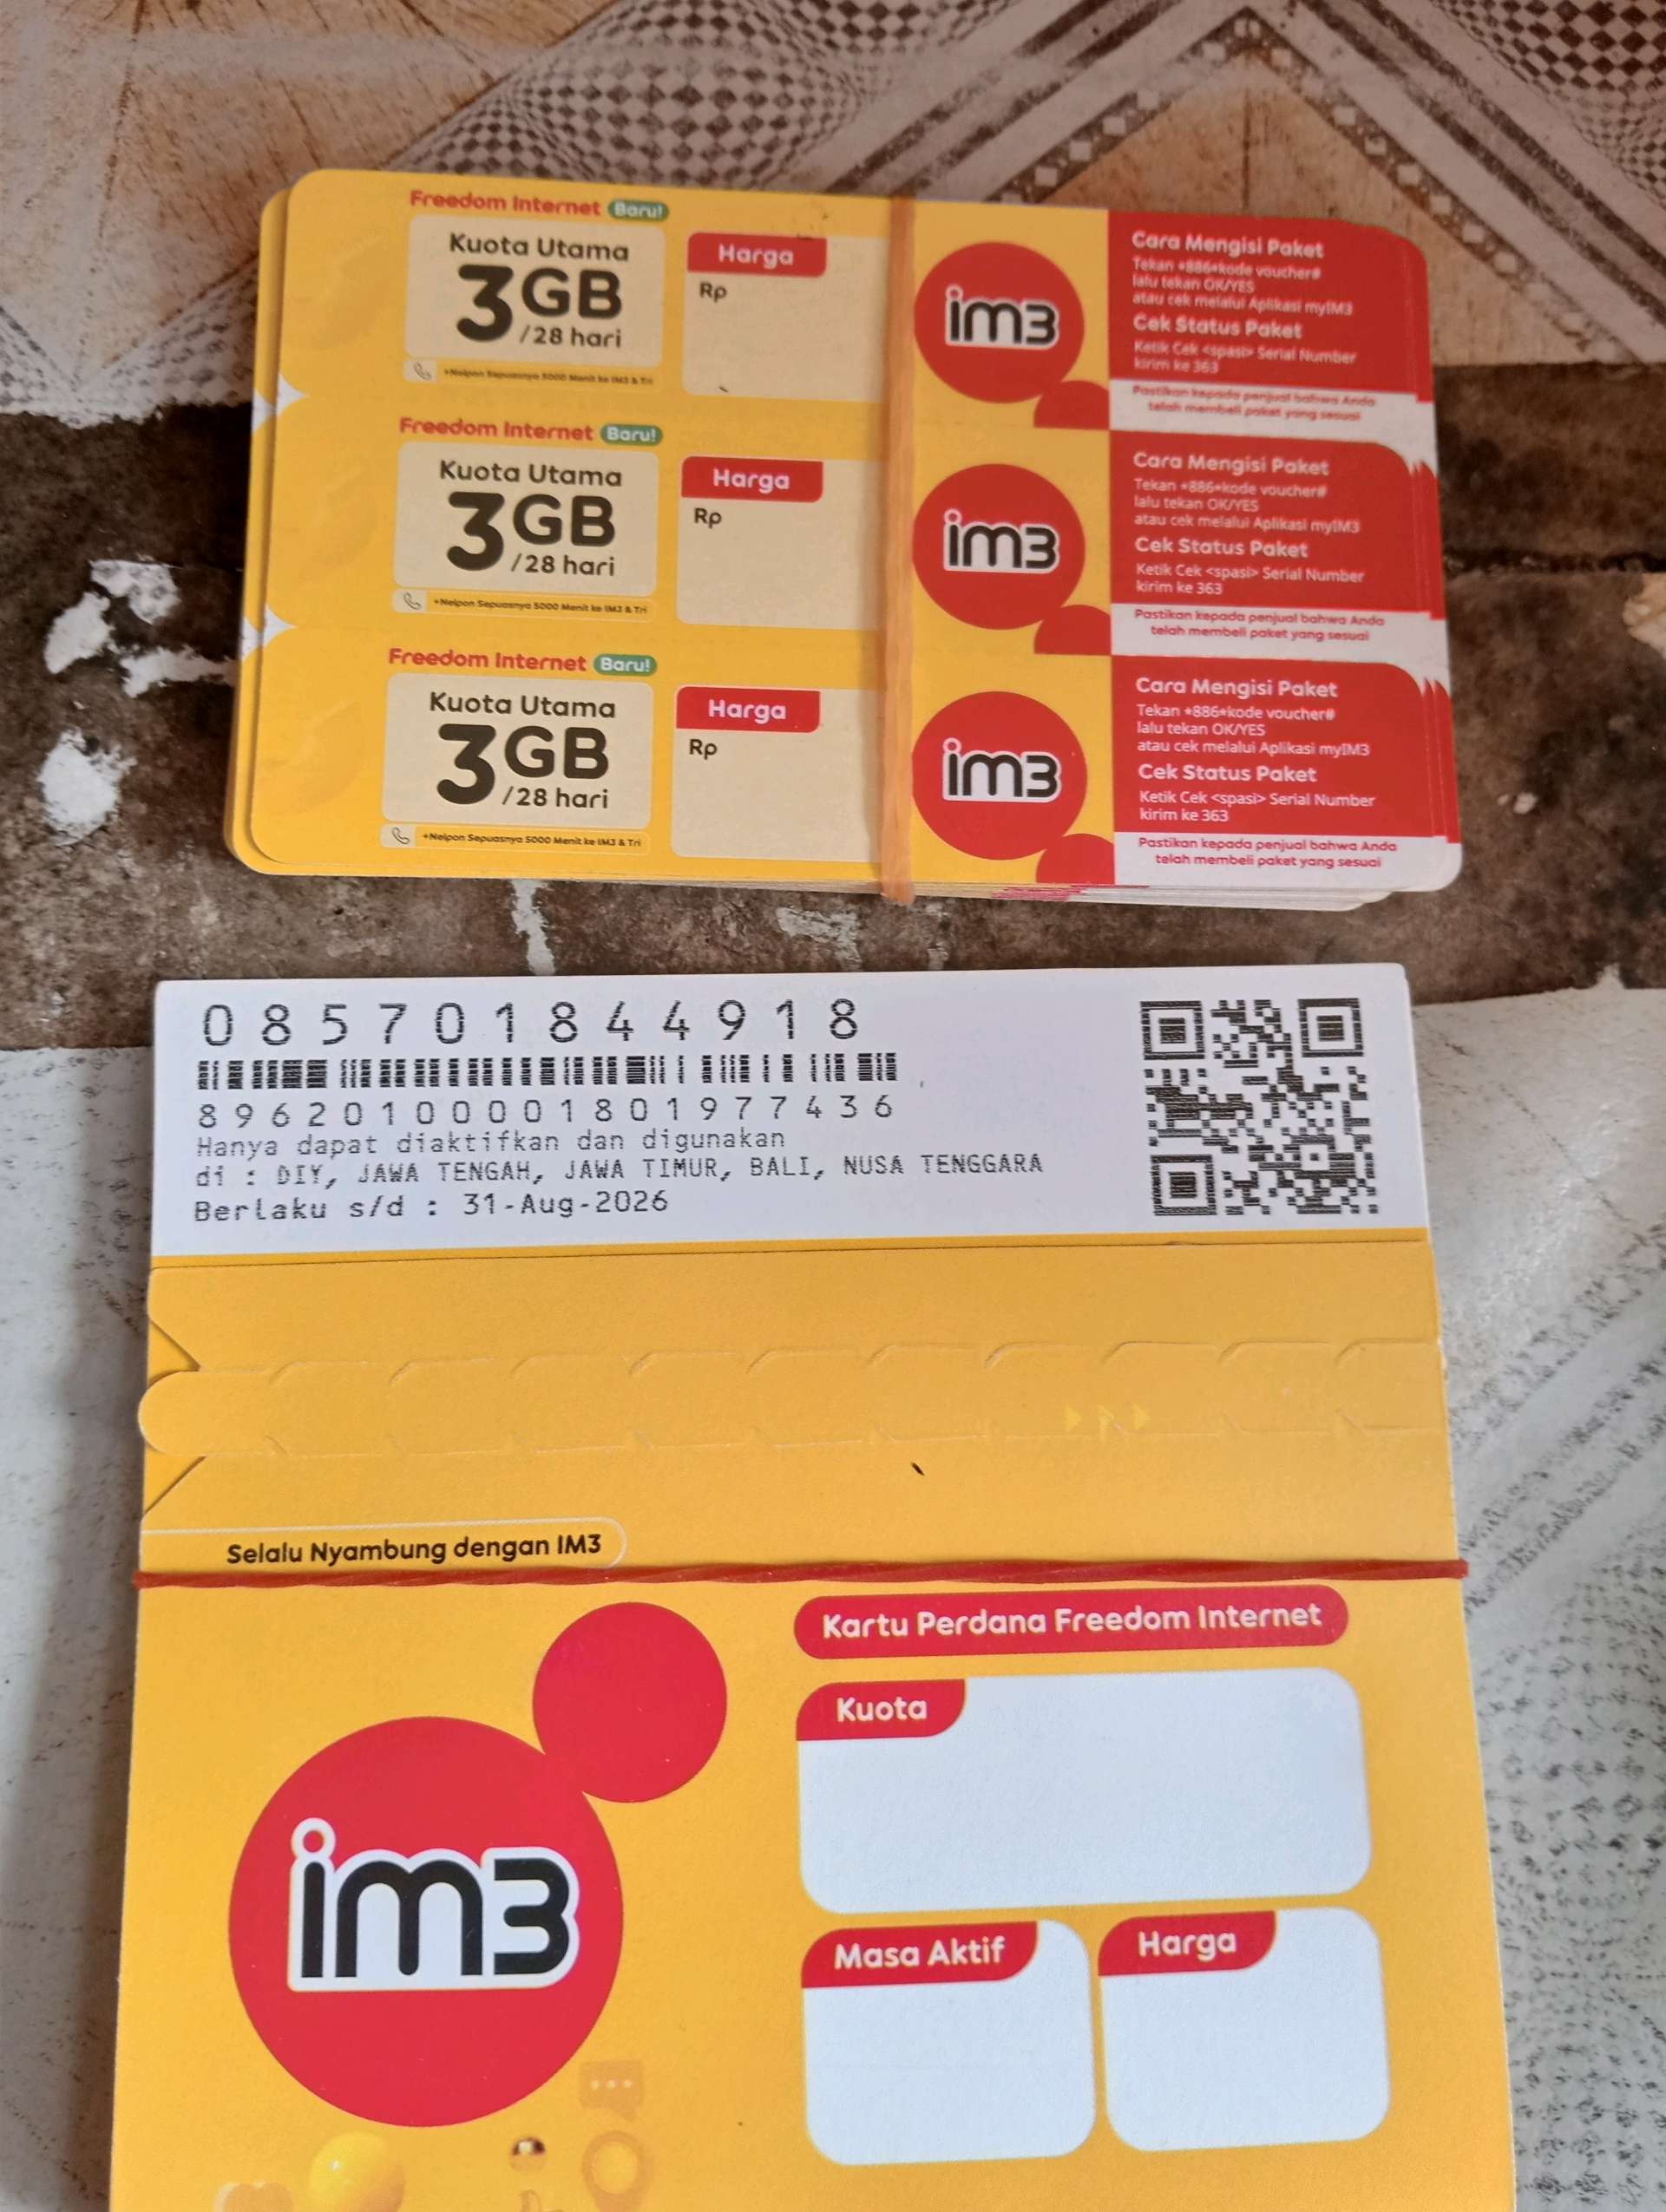 Freedom Internet Baru!
Kuota Utama
3GB
/28 hari
+Nelpon Sepuasnya 5000 Menit ke IM3 & Tri
Harga
Rp
im3
Cara Mengisi Paket
Tekan *886*kode voucher#
lalu tekan OK/YES
atau cek melalui Aplikasi myIM3
Cek Status Paket
Ketik Cek <spasi> Serial Number
kirim ke 363
Pastikan kepada penjual bahwa Anda
telah membeli paket yang sesuai
Freedom Internet Baru!
Kuota Utama
3GB
/28 hari
+Nelpon Sepuasnya 5000 Menit ke IM3 & Tri
Harga
Rp
im3
Cara Mengisi Paket
Tekan *886*kode voucher#
lalu tekan OK/YES
atau cek melalui Aplikasi myIM3
Cek Status Paket
Ketik Cek <spasi> Serial Number
kirim ke 363
Pastikan kepada penjual bahwa Anda
telah membeli paket yang sesuai
Freedom Internet Baru!
Kuota Utama
3GB
/28 hari
+Nelpon Sepuasnya 5000 Menit ke IM3 & Tri
Harga
Rp
im3
Cara Mengisi Paket
Tekan *886*kode voucher#
lalu tekan OK/YES
atau cek melalui Aplikasi myIM3
Cek Status Paket
Ketik Cek <spasi> Serial Number
kirim ke 363
Pastikan kepada penjual bahwa Anda
telah membeli paket yang sesuai
085701844918
89620100001801977436
Hanya dapat diaktifkan dan digunakan
di : DIY, JAWA TENGAH, JAWA TIMUR, BALI, NUSA TENGGARA
Berlaku s/d : 31-Aug-2026
Selalu Nyambung dengan IM3
Kartu Perdana Freedom Internet
Kuota
im3
Masa Aktif
Harga